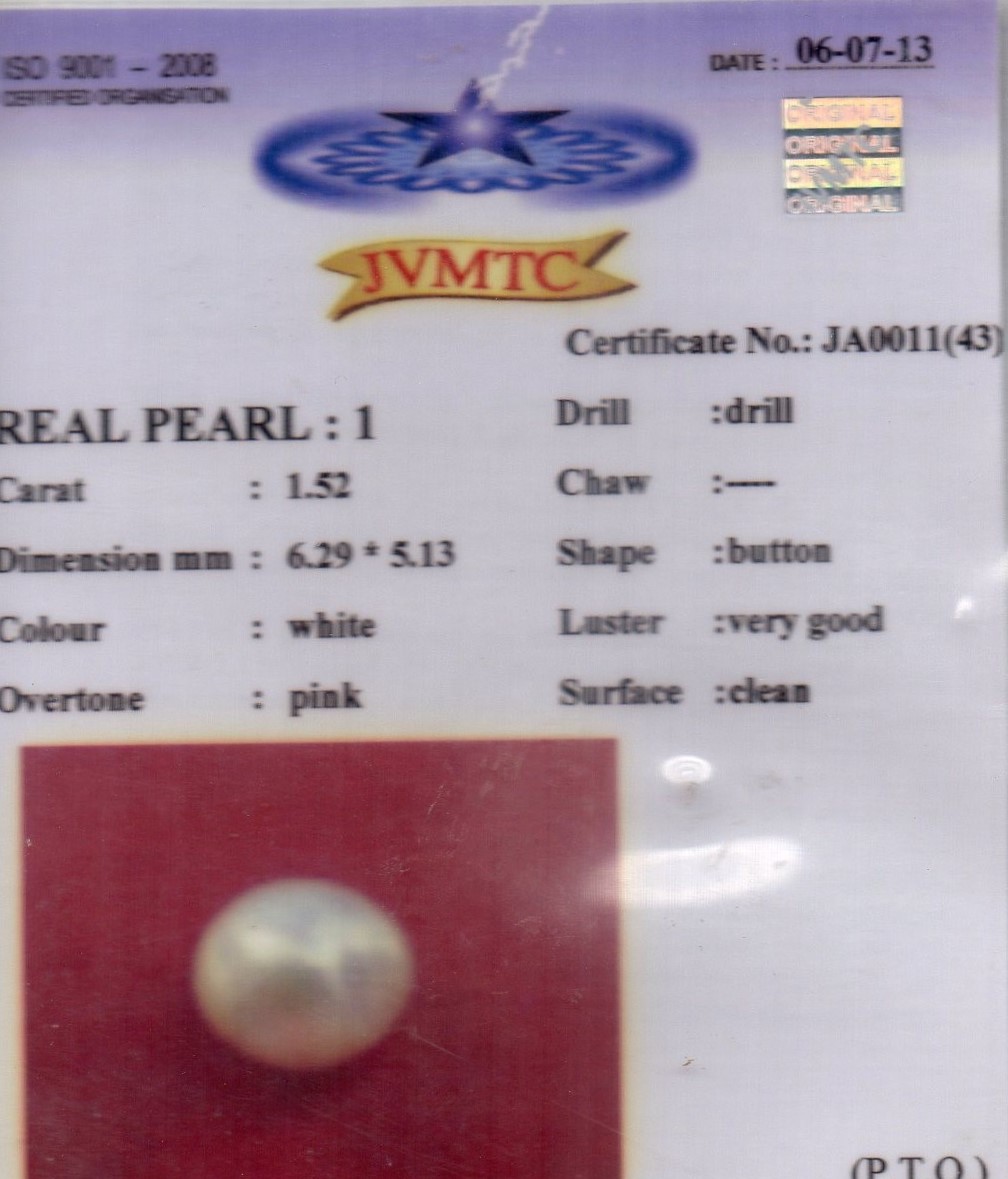 ISO 9001 – 2008
CERTIFIED ORGANISATION
DATE : 06-07-13
ORIGINAL
ORIGINAL
ORIGINAL
ORIGINAL
JVMTC
Certificate No.: JA0011(43)
REAL PEARL : 1
Carat : 1.52
Dimension mm : 6.29 * 5.13
Colour : white
Overtone : pink
Drill :drill
Chaw :----
Shape :button
Luster :very good
Surface :clean
(P.T.O.)